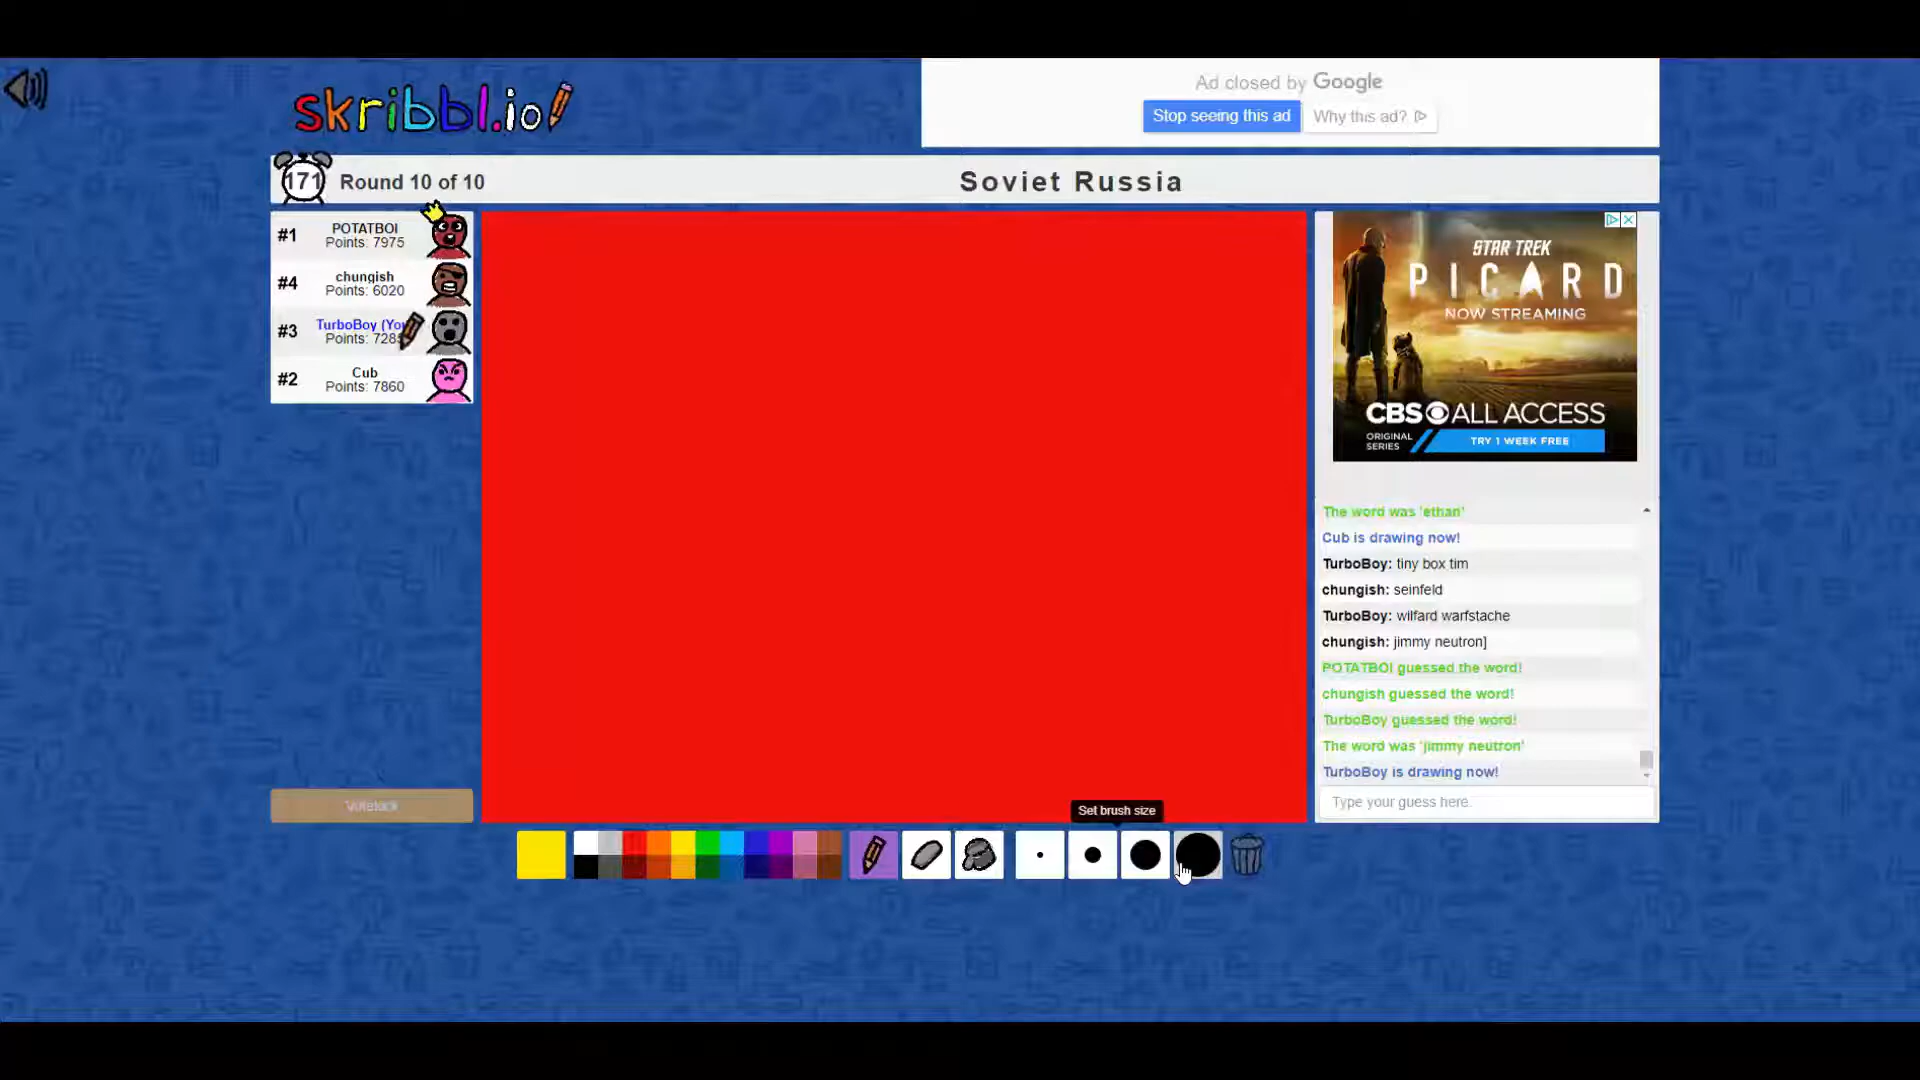 skribbl.io
Ad closed by Google
Stop seeing this ad
Why this ad?
171
Round 10 of 10
Soviet Russia
#1
POTATBOI
Points: 7975
#4
chungish
Points: 6020
#3
TurboBoy (You
Points: 728
#2
Cub
Points: 7860
STAR TREK
PICARD
NOW STREAMING
CBS ALL ACCESS
ORIGINAL
SERIES
TRY 1 WEEK FREE
The word was 'ethan'
Cub is drawing now!
TurboBoy: tiny box tim
chungish: seinfeld
TurboBoy: wilfard warfstache
chungish: jimmy neutron]
POTATBOI guessed the word!
chungish guessed the word!
TurboBoy guessed the word!
The word was 'jimmy neutron'
TurboBoy is drawing now!
Type your guess here.
Votekick
Set brush size